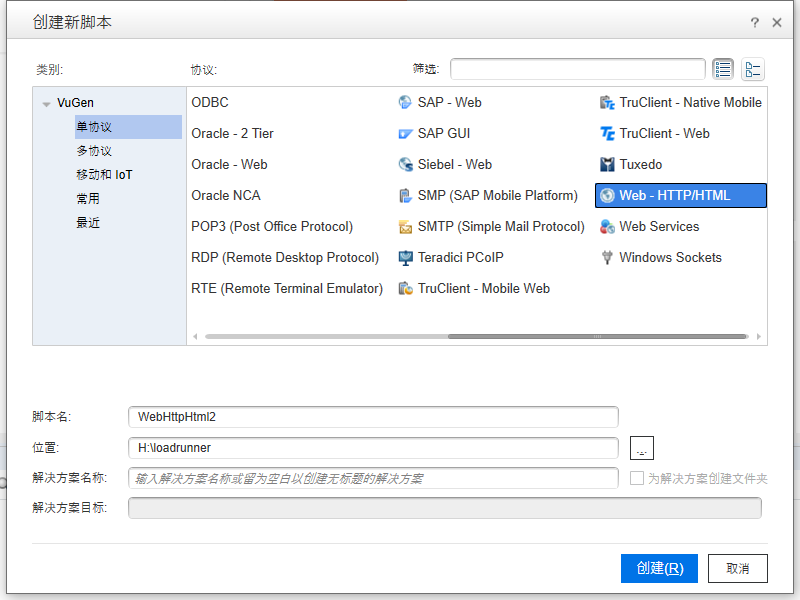 创建新脚本
类别:
协议:
筛选:
VuGen
单协议
多协议
移动和 IoT
常用
最近
ODBC
Oracle - 2 Tier
Oracle - Web
Oracle NCA
POP3 (Post Office Protocol)
RDP (Remote Desktop Protocol)
RTE (Remote Terminal Emulator)
SAP - Web
SAP GUI
Siebel - Web
SMP (SAP Mobile Platform)
SMTP (Simple Mail Protocol)
Teradici PCoIP
TruClient - Mobile Web
TruClient - Native Mobile
TruClient - Web
Tuxedo
Web - HTTP/HTML
Web Services
Windows Sockets
脚本名:
WebHttpHtml2
位置:
H:\loadrunner
...
解决方案名称:
输入解决方案名称或留为空白以创建无标题的解决方案
为解决方案创建文件夹
解决方案目标:
创建(R)
取消